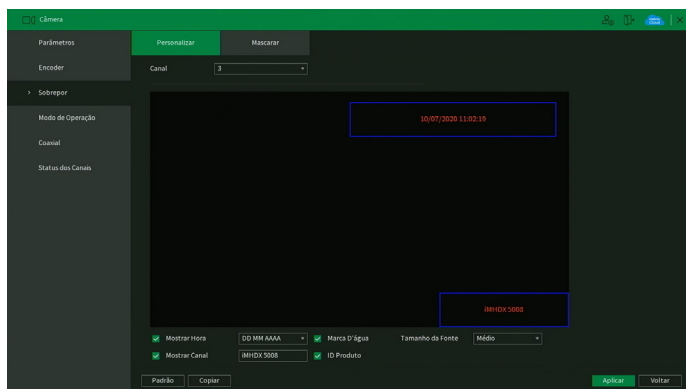 Câmera
Intelbras Cloud
Parâmetros
Personalizar
Mascarar
Encoder
Canal
3
Sobrepor
10/07/2020 11:02:19
Modo de Operação
Coaxial
Status dos Canais
iMHDX 5008
Mostrar Hora
DD MM AAAA
Marca D'água
Tamanho da Fonte
Médio
Mostrar Canal
iMHDX 5008
ID Produto
Padrão
Copiar
Aplicar
Voltar